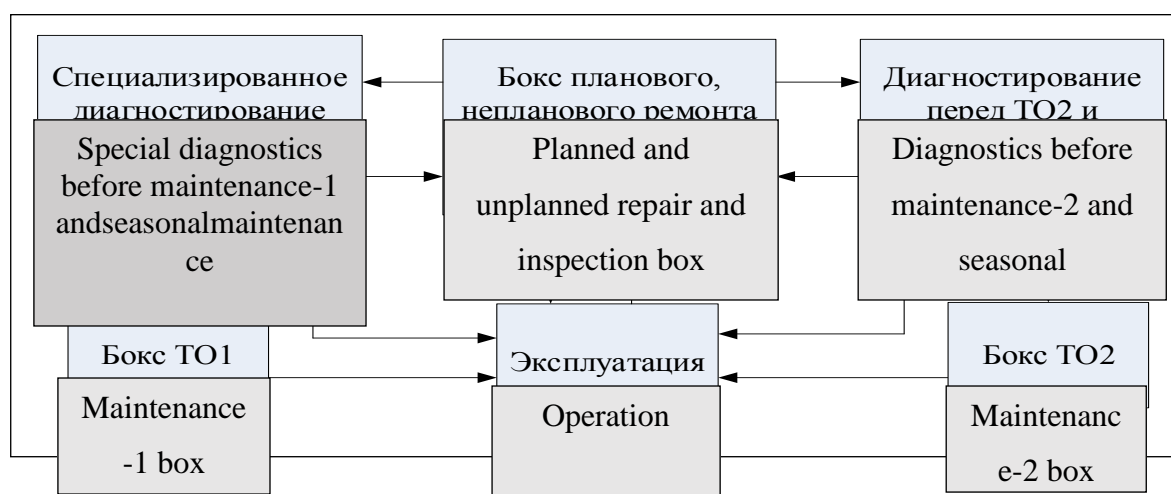 Специализированное
диагностирование
Special diagnostics
before maintenance-1
andseasonalmaintenan
ce
Бокс планового,
непланового ремонта
Planned and
unplanned repair and
inspection box
Диагностирование
перед ТО2 и
Diagnostics before
maintenance-2 and
seasonal
Бокс ТО1
Maintenance
-1 box
Эксплуатация
Operation
Бокс ТО2
Maintenanc
e-2 box